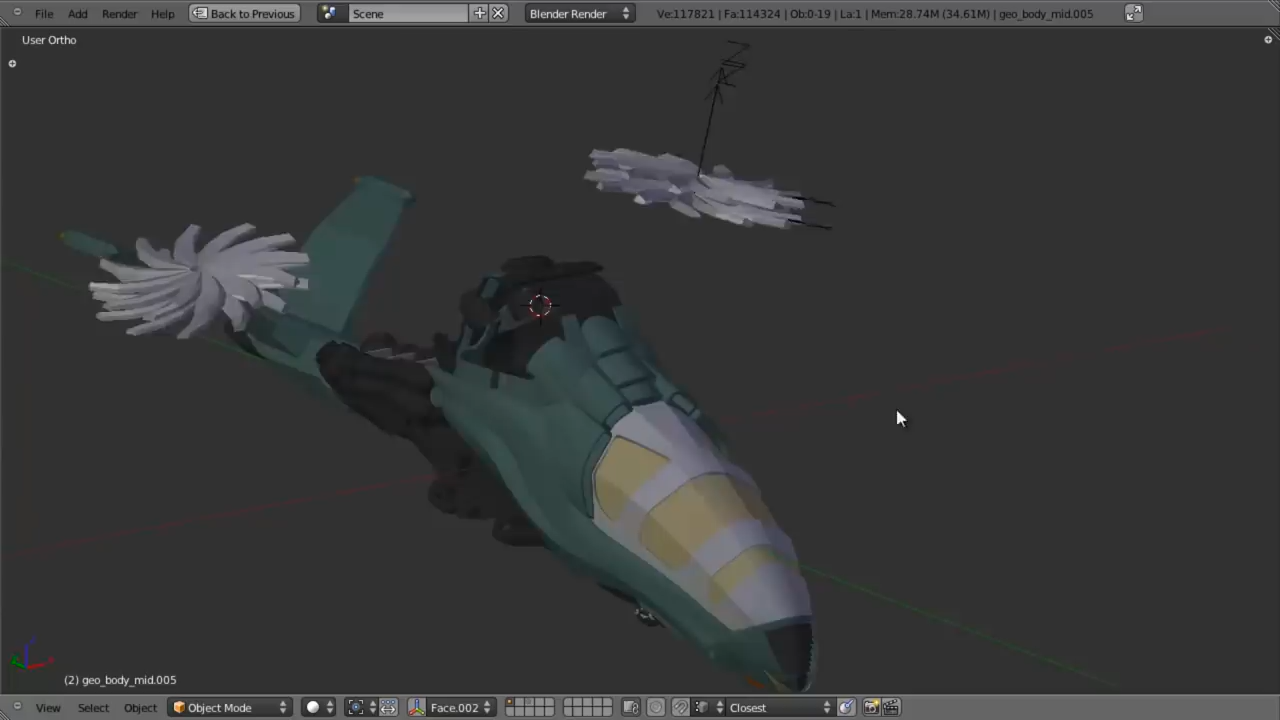 File Add Render Help Back to Previous Scene Blender Render Ve:117821 | Fa:114324 | Ob:0-19 | La:1 | Mem:28.74M (34.61M) | geo_body_mid.005
User Ortho
Z
(2) geo_body_mid.005
View Select Object Object Mode Face.002 Closest